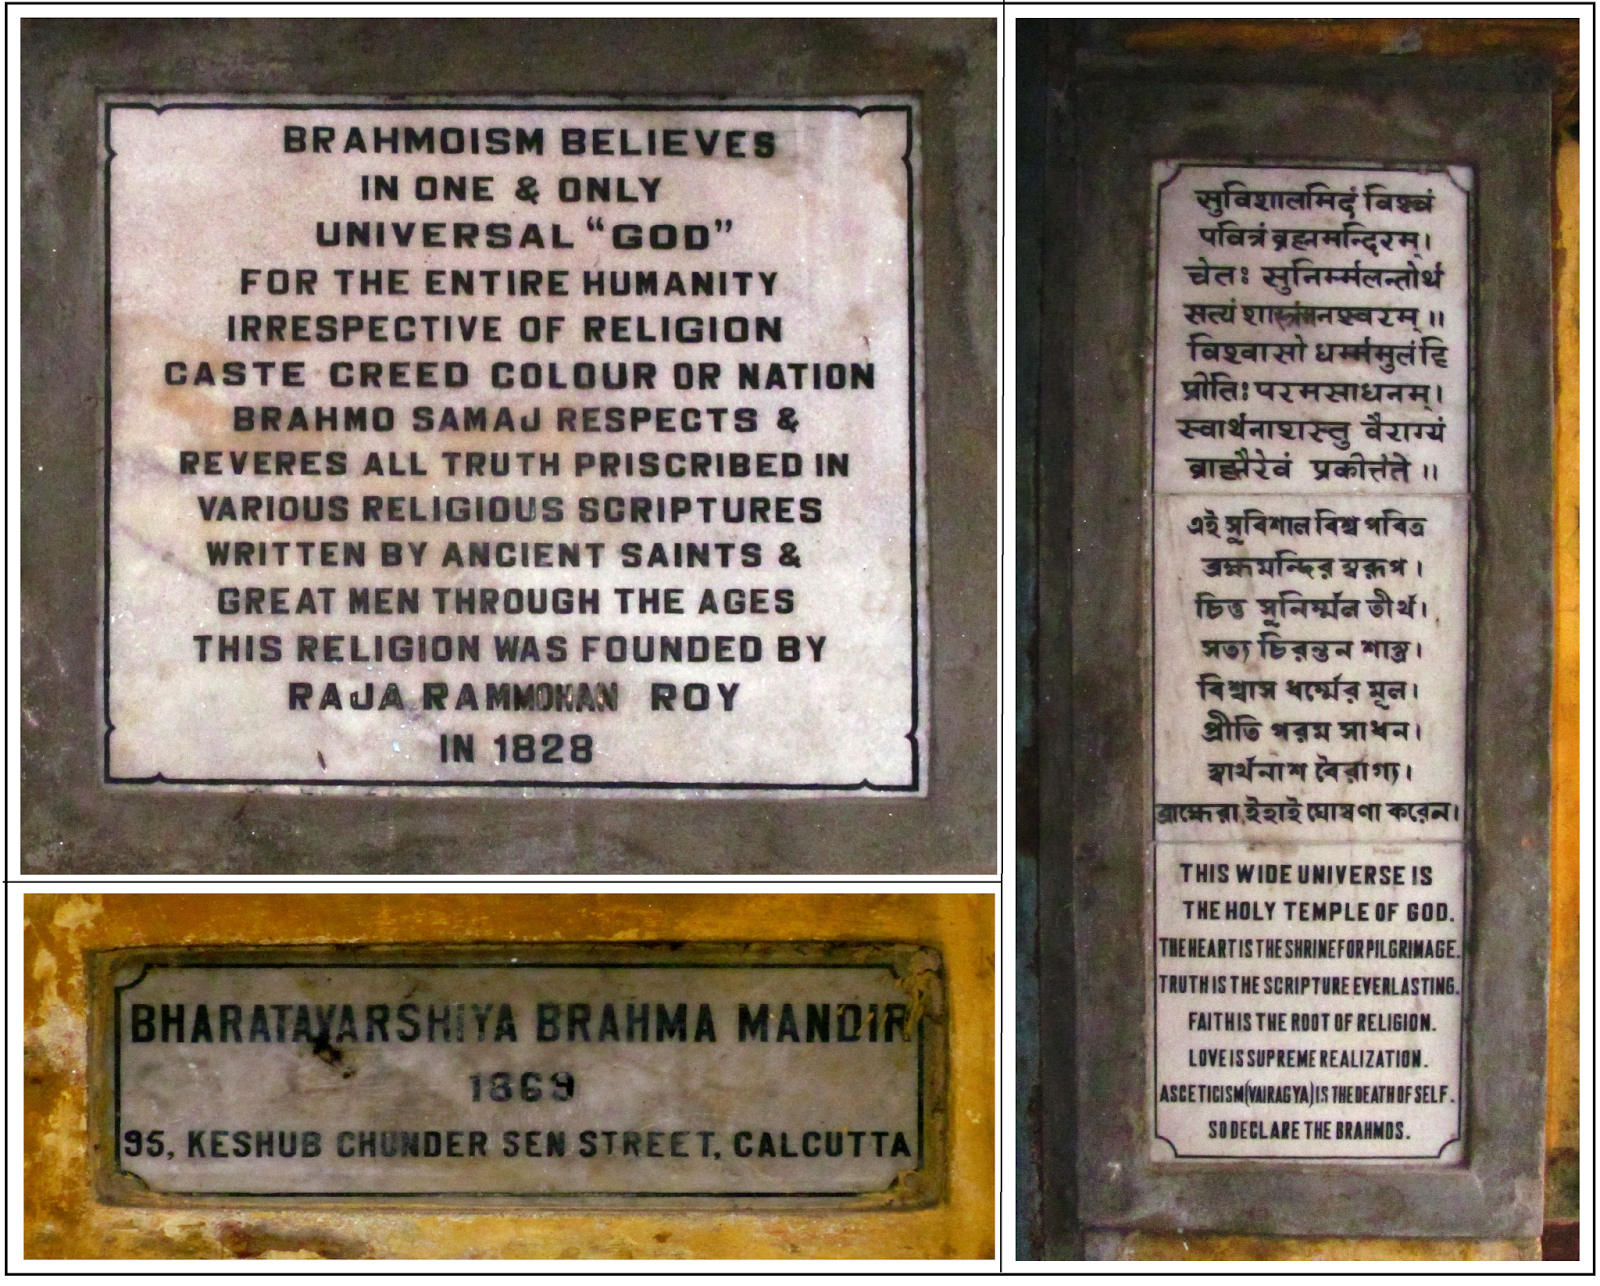 BRAHMOISM BELIEVES
IN ONE & ONLY
UNIVERSAL “GOD”
FOR THE ENTIRE HUMANITY
IRRESPECTIVE OF RELIGION
CASTE CREED COLOUR OR NATION
BRAHMO SAMAJ RESPECTS &
REVERES ALL TRUTH PRISCRIBED IN
VARIOUS RELIGIOUS SCRIPTURES
WRITTEN BY ANCIENT SAINTS &
GREAT MEN THROUGH THE AGES
THIS RELIGION WAS FOUNDED BY
RAJA RAMMOHAN ROY
IN 1828
BHARATAVARSHIYA BRAHMA MANDIR
1869
95, KESHUB CHUNDER SEN STREET, CALCUTTA
सुविशालमिदं विश्वं
पवित्रं ब्रह्ममन्दिरम्।
चेतः सुनिर्म्मलन्तीर्थं
सत्यं शास्त्रमनश्वरम्॥
विश्वासो धर्म्ममुलंहि
प्रीतिः परमसाधनम्।
स्वार्थनाशस्तु वैराग्यं
ब्राह्मैरेवं प्रकीर्त्तते॥
এই সুবিশাল বিশ্ব পবিত্র
ব্রহ্মমন্দির স্বরূপ।
চিত্ত সুনির্ম্মল তীর্থ।
সত্য চিরন্তন শাস্ত্র।
বিশ্বাস ধর্ম্মের মূল।
প্রীতি পরম সাধন।
স্বার্থনাশ বৈরাগ্য।
ব্রাহ্মেরা ইহাই ঘোষণা করেন।
THIS WIDE UNIVERSE IS
THE HOLY TEMPLE OF GOD.
THE HEART IS THE SHRINE FOR PILGRIMAGE.
TRUTH IS THE SCRIPTURE EVERLASTING.
FAITH IS THE ROOT OF RELIGION.
LOVE IS SUPREME REALIZATION.
ASCETICISM(VAIRAGYA)IS THE DEATH OF SELF.
SO DECLARE THE BRAHMOS.